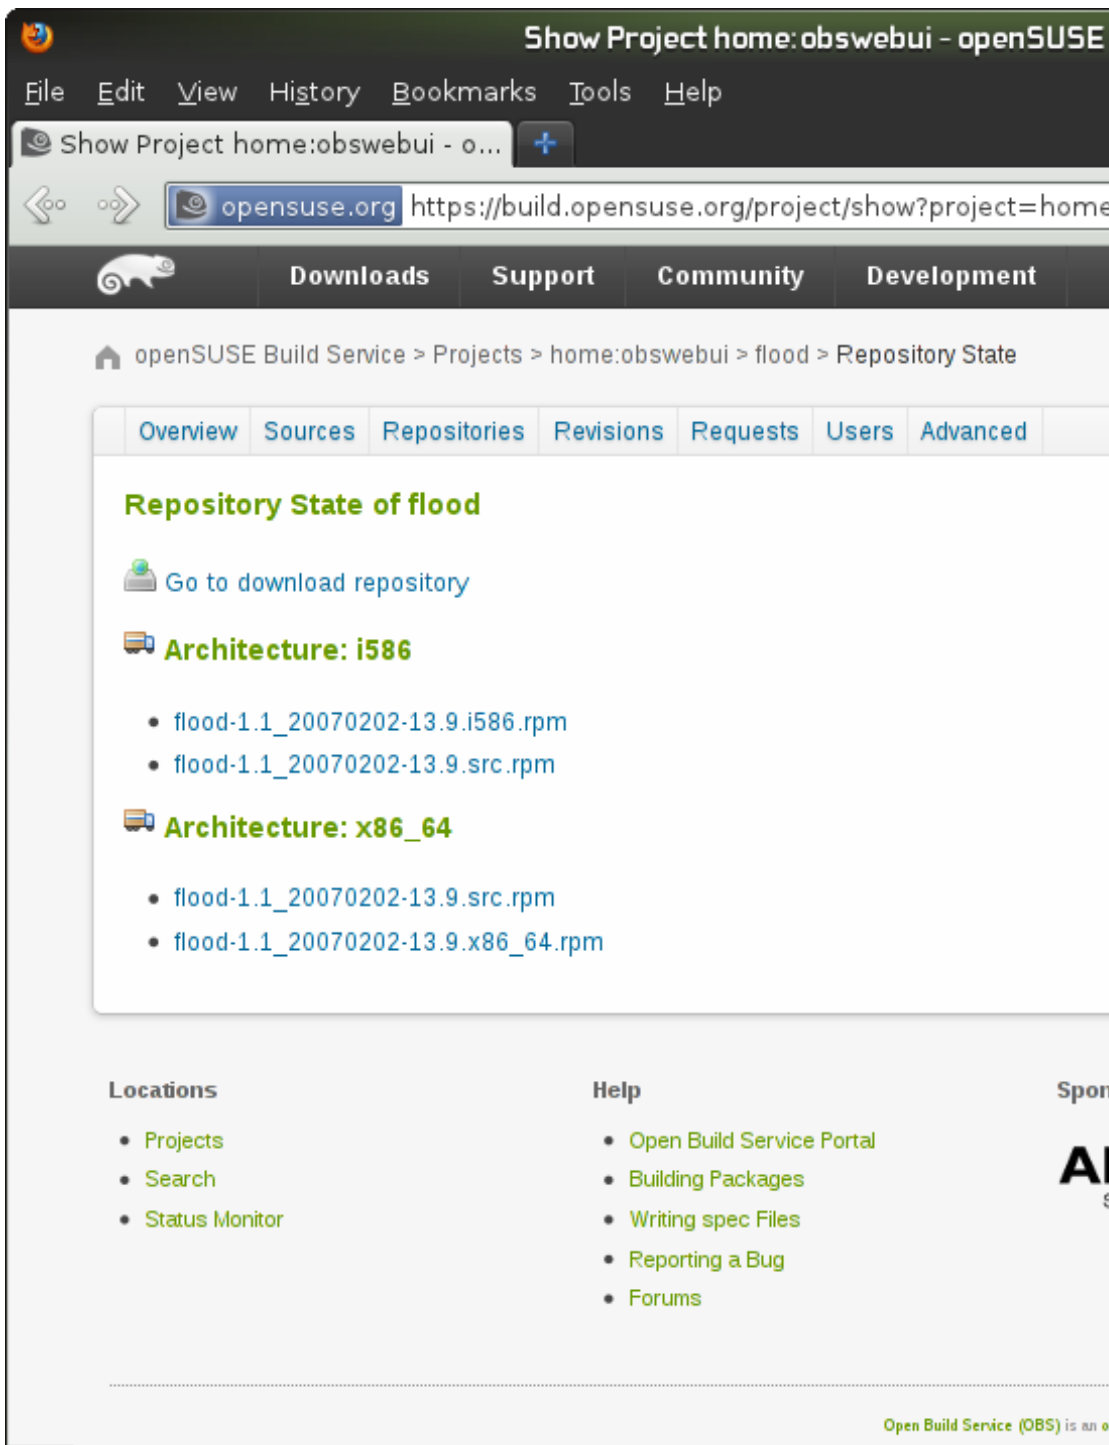 Show Project home:obswebui - openSUSE
File Edit View History Bookmarks Tools Help
Show Project home:obswebui - o...
opensuse.org https://build.opensuse.org/project/show?project=home
Downloads Support Community Development
openSUSE Build Service > Projects > home:obswebui > flood > Repository State
Overview Sources Repositories Revisions Requests Users Advanced
Repository State of flood
Go to download repository
Architecture: i586
flood-1.1_20070202-13.9.i586.rpm
flood-1.1_20070202-13.9.src.rpm
Architecture: x86_64
flood-1.1_20070202-13.9.src.rpm
flood-1.1_20070202-13.9.x86_64.rpm
Locations
Projects
Search
Status Monitor
Help
Open Build Service Portal
Building Packages
Writing spec Files
Reporting a Bug
Forums
Spon
Open Build Service (OBS) is an o